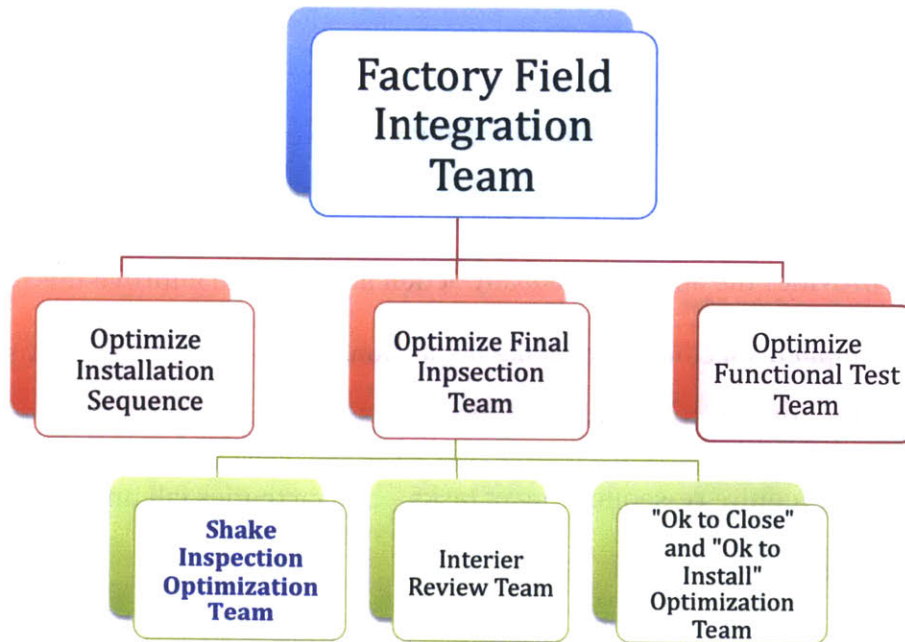 Factory Field
Integration
Team
Optimize
Installation
Sequence
Optimize Final
Inpsection
Team
Optimize
Functional Test
Team
Shake
Inspection
Optimization
Team
Interier
Review Team
"Ok to Close"
and "Ok to
Install"
Optimization
Team